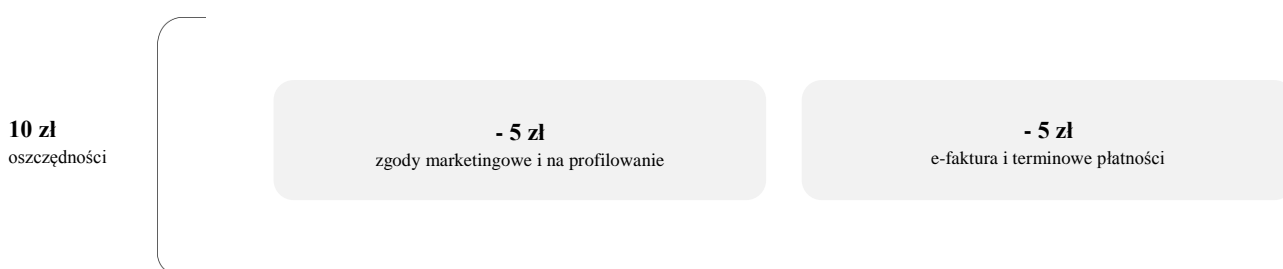 10 zł
oszczędności
- 5 zł
zgody marketingowe i na profilowanie
- 5 zł
e-faktura i terminowe płatności